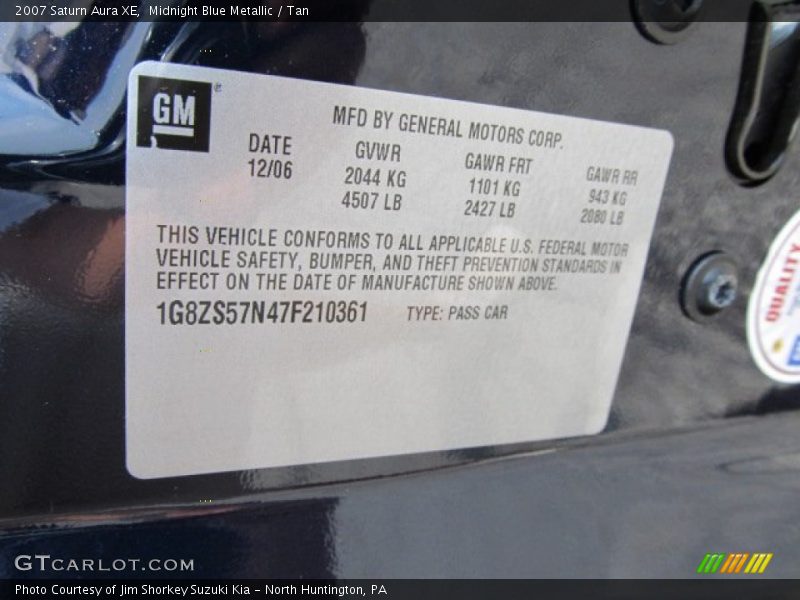 2007 Saturn Aura XE, Midnight Blue Metallic / Tan
GM
MFD BY GENERAL MOTORS CORP.
DATE GVWR GAWR FRT GAWR RR
12/06 2044 KG 1101 KG 943 KG
4507 LB 2427 LB 2080 LB
THIS VEHICLE CONFORMS TO ALL APPLICABLE U.S. FEDERAL MOTOR
VEHICLE SAFETY, BUMPER, AND THEFT PREVENTION STANDARDS IN
EFFECT ON THE DATE OF MANUFACTURE SHOWN ABOVE.
1G8ZS57N47F210361 TYPE: PASS CAR
QUALITY
GTCARLOT.COM
Photo Courtesy of Jim Shorkey Suzuki Kia – North Huntington, PA